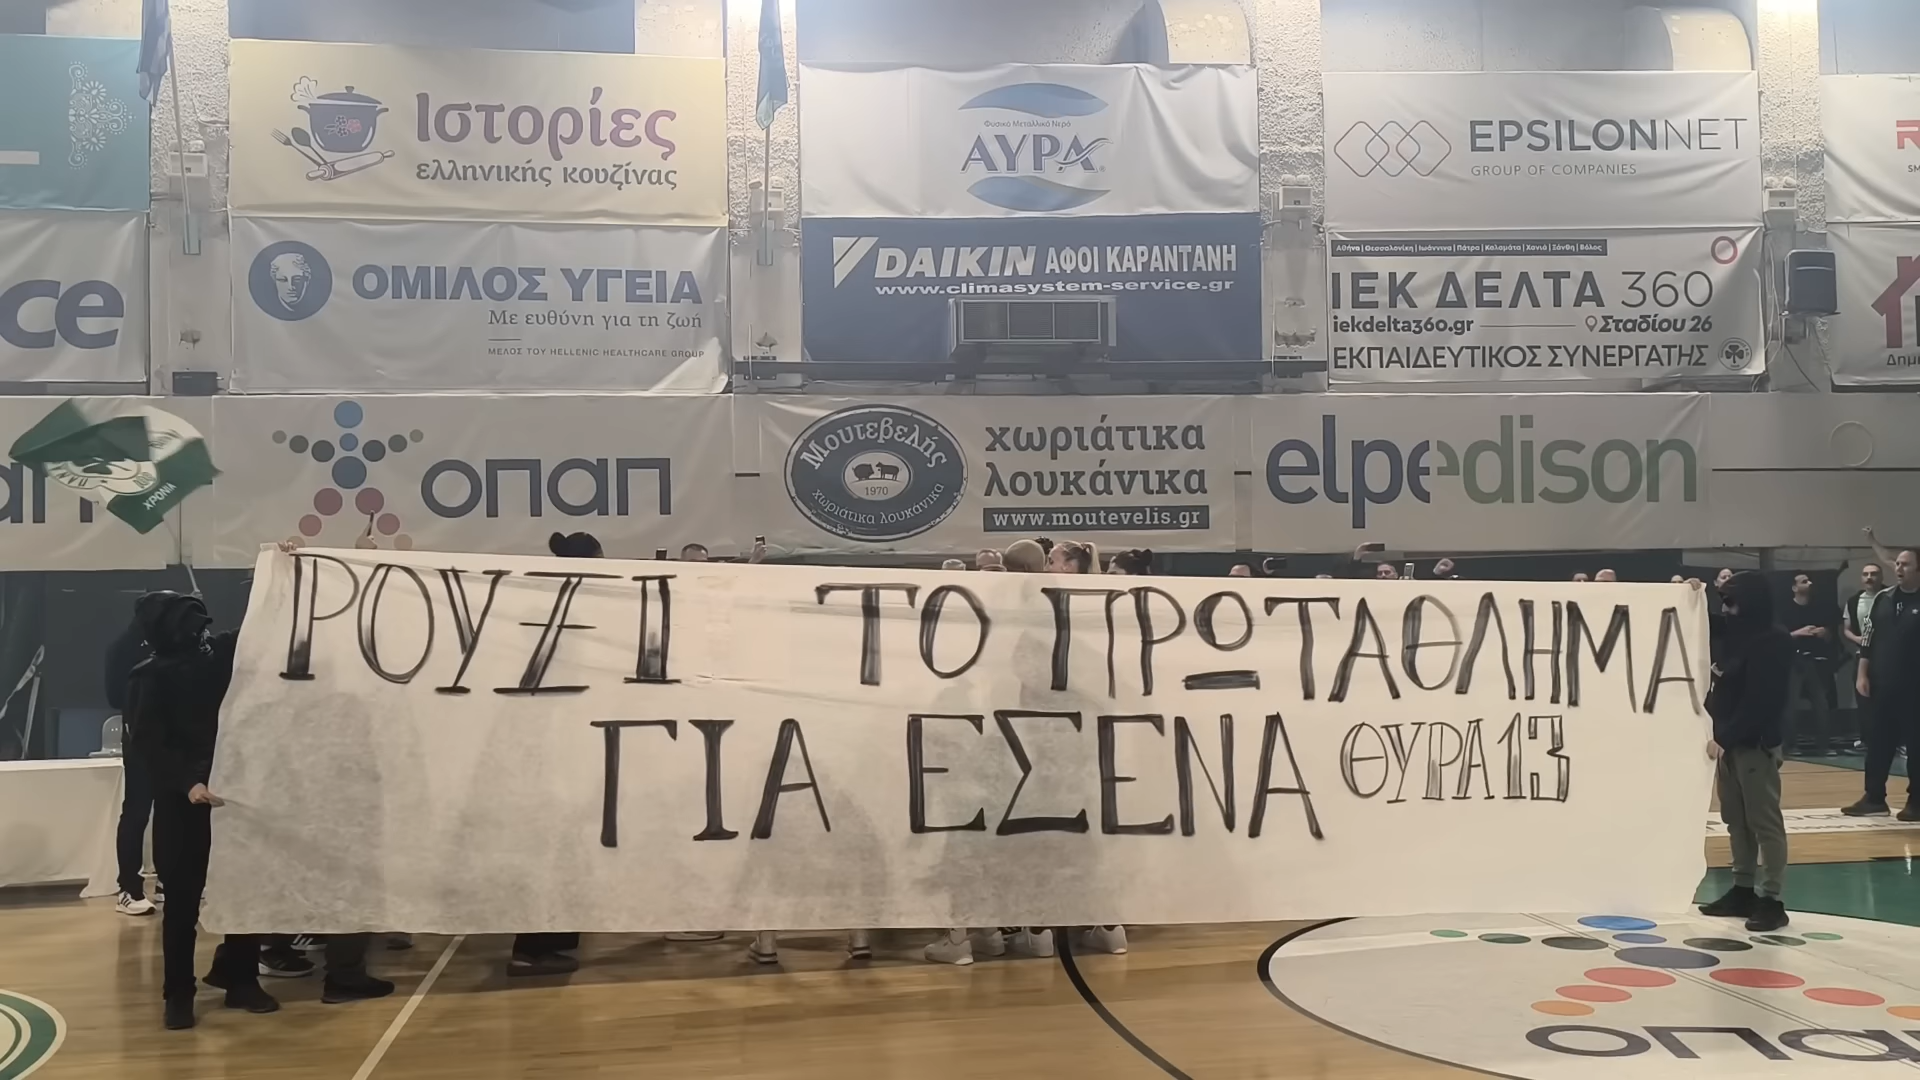 Ιστορίες
ελληνικής κουζίνας
Φυσικό Μεταλλικό Νερό
ΑΥΡΑ
EPSILONNET
GROUP OF COMPANIES
ce
ΟΜΙΛΟΣ ΥΓΕΙΑ
Με ευθύνη για τη ζωή
ΜΕΛΟΣ ΤΟΥ HELLENIC HEALTHCARE GROUP
DAIKIN ΑΦΟΙ ΚΑΡΑΝΤΑΝΗ
www.climasystem-service.gr
Αθήνα | Θεσσαλονίκη | Ιωάννινα | Πάτρα | Καλαμάτα | Χανιά | Ξάνθη | Βόλος
ΙΕΚ ΔΕΛΤΑ 360
iekdelta360.gr
Σταδίου 26
ΕΚΠΑΙΔΕΥΤΙΚΟΣ ΣΥΝΕΡΓΑΤΗΣ
ΧΡΟΝΙΑ
οπαπ
Μουτεβελής
1970
χωριάτικα λουκάνικα
χωριάτικα
λουκάνικα
www.moutevelis.gr
elpedison
ΡΟΥΞΙ ΤΟ ΠΡΩΤΑΘΛΗΜΑ
ΓΙΑ ΕΣΕΝΑ ΘΥΡΑ 13